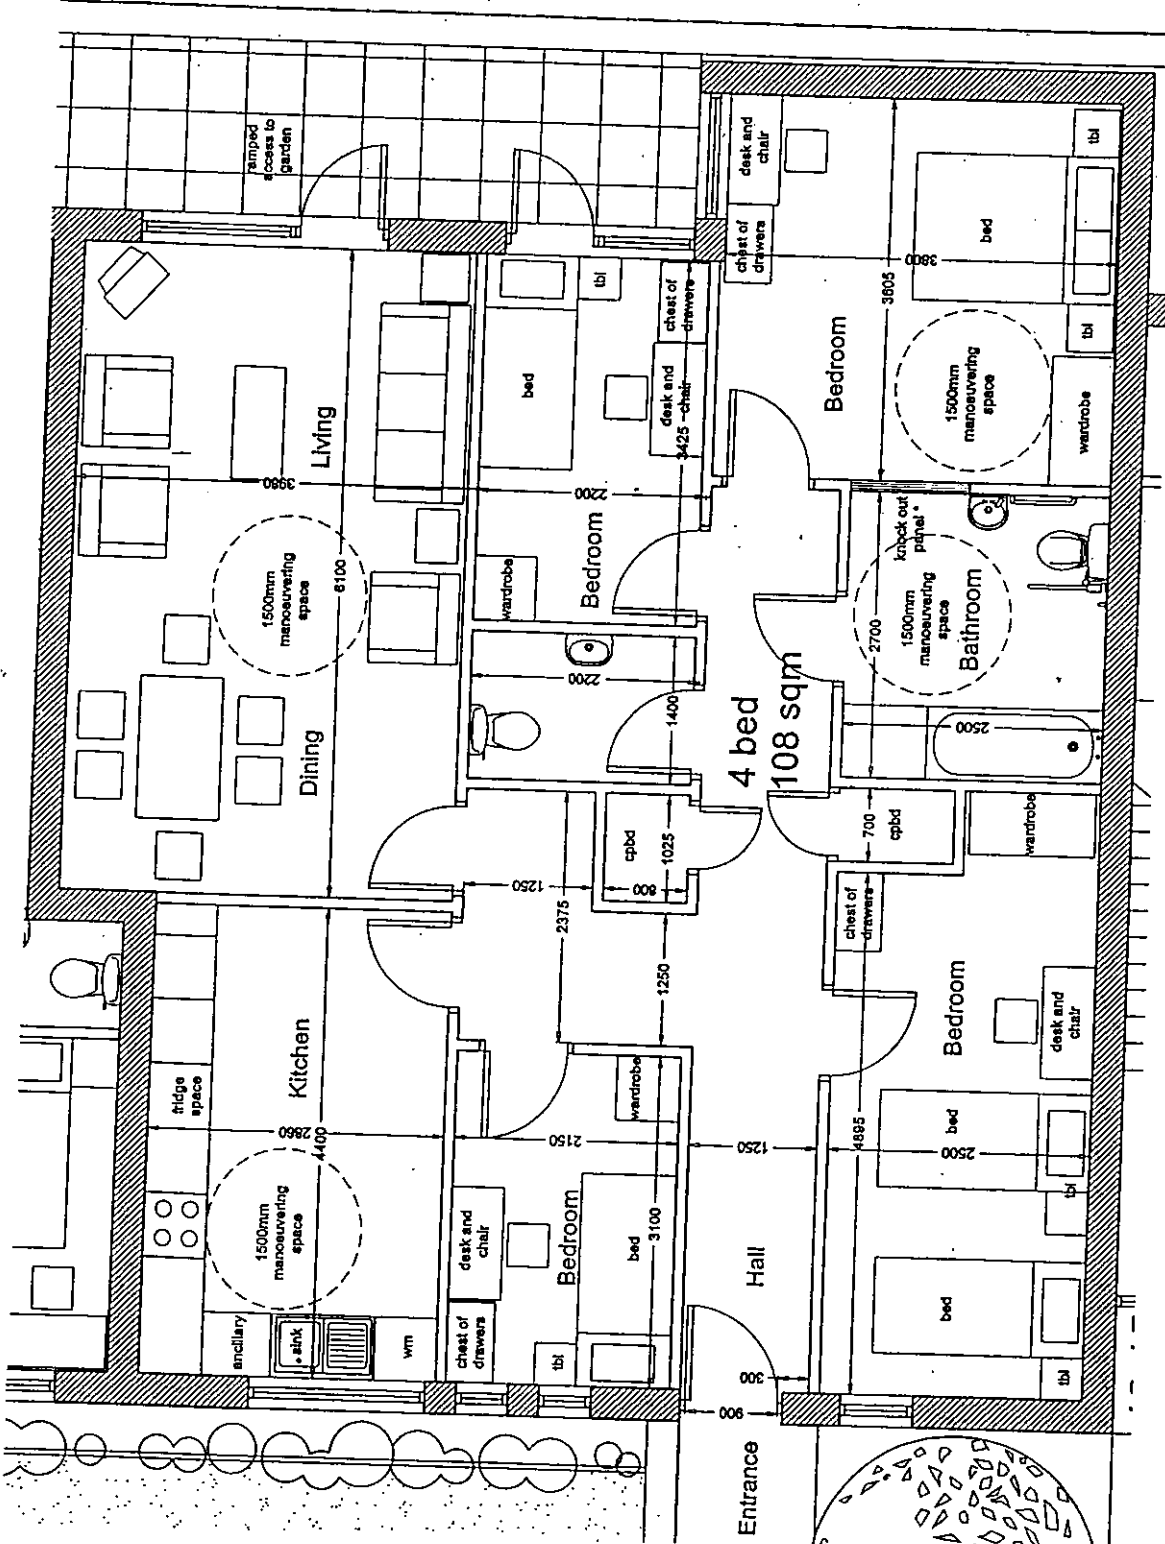 ramped
access to
garden
desk and
chair
tbl
chest of
drawers
bed
3800
3605
tbl
Bedroom
1500mm
manoeuvering
space
wardrobe
tbl
chest of
drawers
bed
desk and
chair
3425
2200
Bedroom
wardrobe
Living
3980
1500mm
manoeuvering
space
6100
Dining
knock out
panel *
1500mm
manoeuvering
space
Bathroom
2700
2500
2200
1400
4 bed
108 sqm
cpbd
1025
800
1250
2375
1250
700
cpbd
wardrobe
chest of
drawers
Bedroom
desk and
chair
bed
4895
2500
tbl
bed
tbl
Kitchen
fridge
space
2860
4400
1500mm
manoeuvering
space
ancillary
sink
wm
wardrobe
2150
desk and
chair
Bedroom
bed
3100
chest of
drawers
tbl
1250
Hall
300
900
Entrance